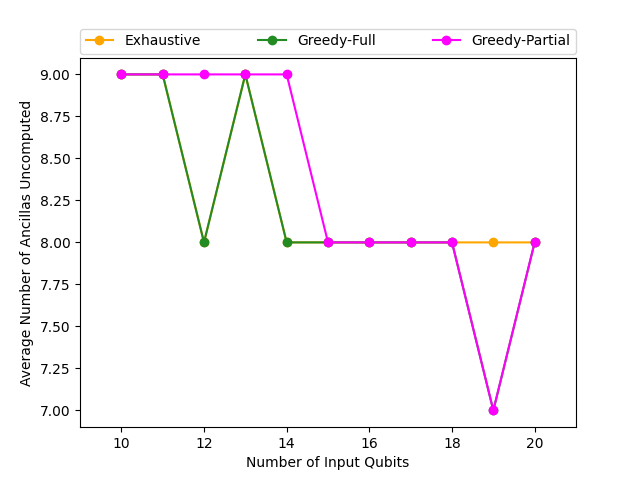 Exhaustive Greedy-Full Greedy-Partial
9.00
8.75
8.50
8.25
8.00
7.75
7.50
7.25
7.00
Average Number of Ancillas Uncomputed
10 12 14 16 18 20
Number of Input Qubits